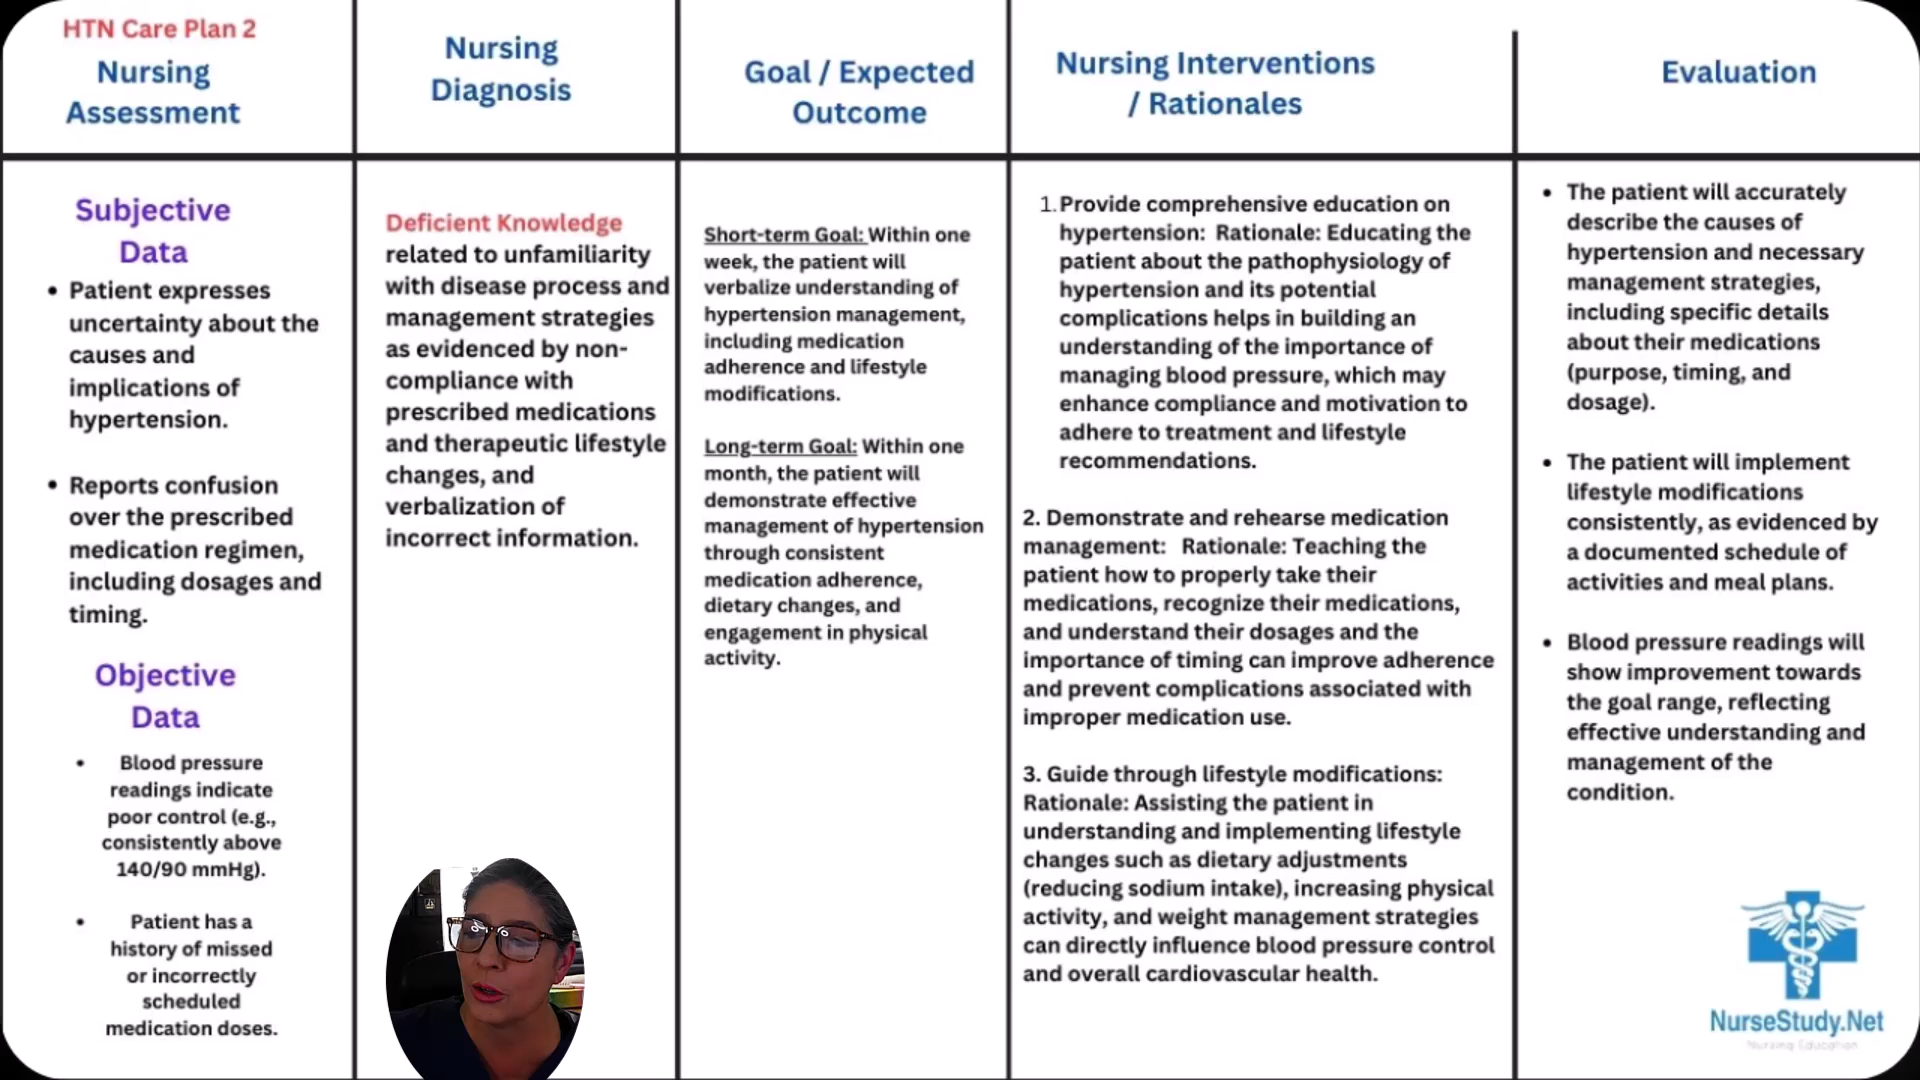 HTN Care Plan 2
Nursing
Assessment
Nursing
Diagnosis
Goal / Expected
Outcome
Nursing Interventions
/ Rationales
Evaluation
Subjective
Data
• Patient expresses
uncertainty about the
causes and
implications of
hypertension.
• Reports confusion
over the prescribed
medication regimen,
including dosages and
timing.
Objective
Data
• Blood pressure
readings indicate
poor control (e.g.,
consistently above
140/90 mmHg).
• Patient has a
history of missed
or incorrectly
scheduled
medication doses.
Deficient Knowledge
related to unfamiliarity
with disease process and
management strategies
as evidenced by non-
compliance with
prescribed medications
and therapeutic lifestyle
changes, and
verbalization of
incorrect information.
Short-term Goal: Within one
week, the patient will
verbalize understanding of
hypertension management,
including medication
adherence and lifestyle
modifications.
Long-term Goal: Within one
month, the patient will
demonstrate effective
management of hypertension
through consistent
medication adherence,
dietary changes, and
engagement in physical
activity.
1. Provide comprehensive education on
hypertension: Rationale: Educating the
patient about the pathophysiology of
hypertension and its potential
complications helps in building an
understanding of the importance of
managing blood pressure, which may
enhance compliance and motivation to
adhere to treatment and lifestyle
recommendations.
2. Demonstrate and rehearse medication
management: Rationale: Teaching the
patient how to properly take their
medications, recognize their medications,
and understand their dosages and the
importance of timing can improve adherence
and prevent complications associated with
improper medication use.
3. Guide through lifestyle modifications:
Rationale: Assisting the patient in
understanding and implementing lifestyle
changes such as dietary adjustments
(reducing sodium intake), increasing physical
activity, and weight management strategies
can directly influence blood pressure control
and overall cardiovascular health.
• The patient will accurately
describe the causes of
hypertension and necessary
management strategies,
including specific details
about their medications
(purpose, timing, and
dosage).
• The patient will implement
lifestyle modifications
consistently, as evidenced by
a documented schedule of
activities and meal plans.
• Blood pressure readings will
show improvement towards
the goal range, reflecting
effective understanding and
management of the
condition.
NurseStudy.Net
Nursing Education